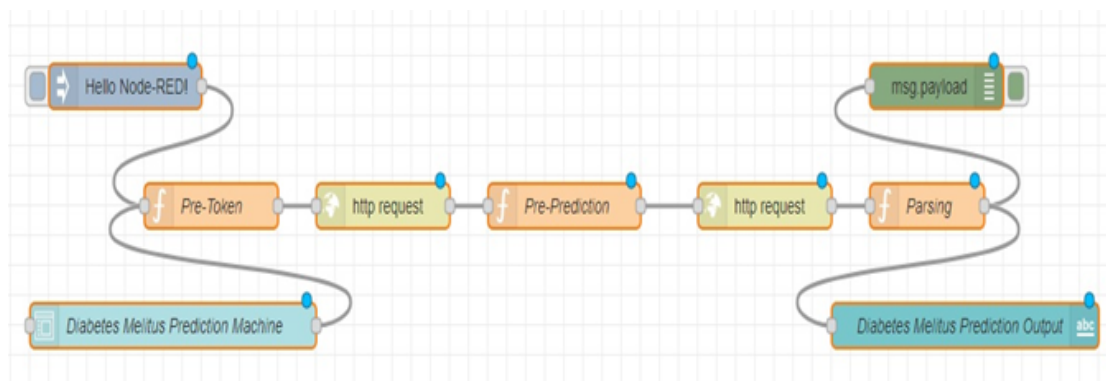 Hello Node-RED!
msg.payload
f
Pre-Token
http request
f
Pre-Prediction
http request
f
Parsing
Diabetes Melitus Prediction Machine
Diabetes Melitus Prediction Output
abc